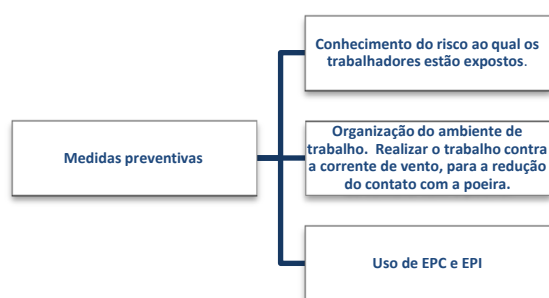 Conhecimento do risco ao qual os
trabalhadores estão expostos.
Medidas preventivas
Organização do ambiente de
trabalho. Realizar o trabalho contra
a corrente de vento, para a redução
do contato com a poeira.
Uso de EPC e EPI